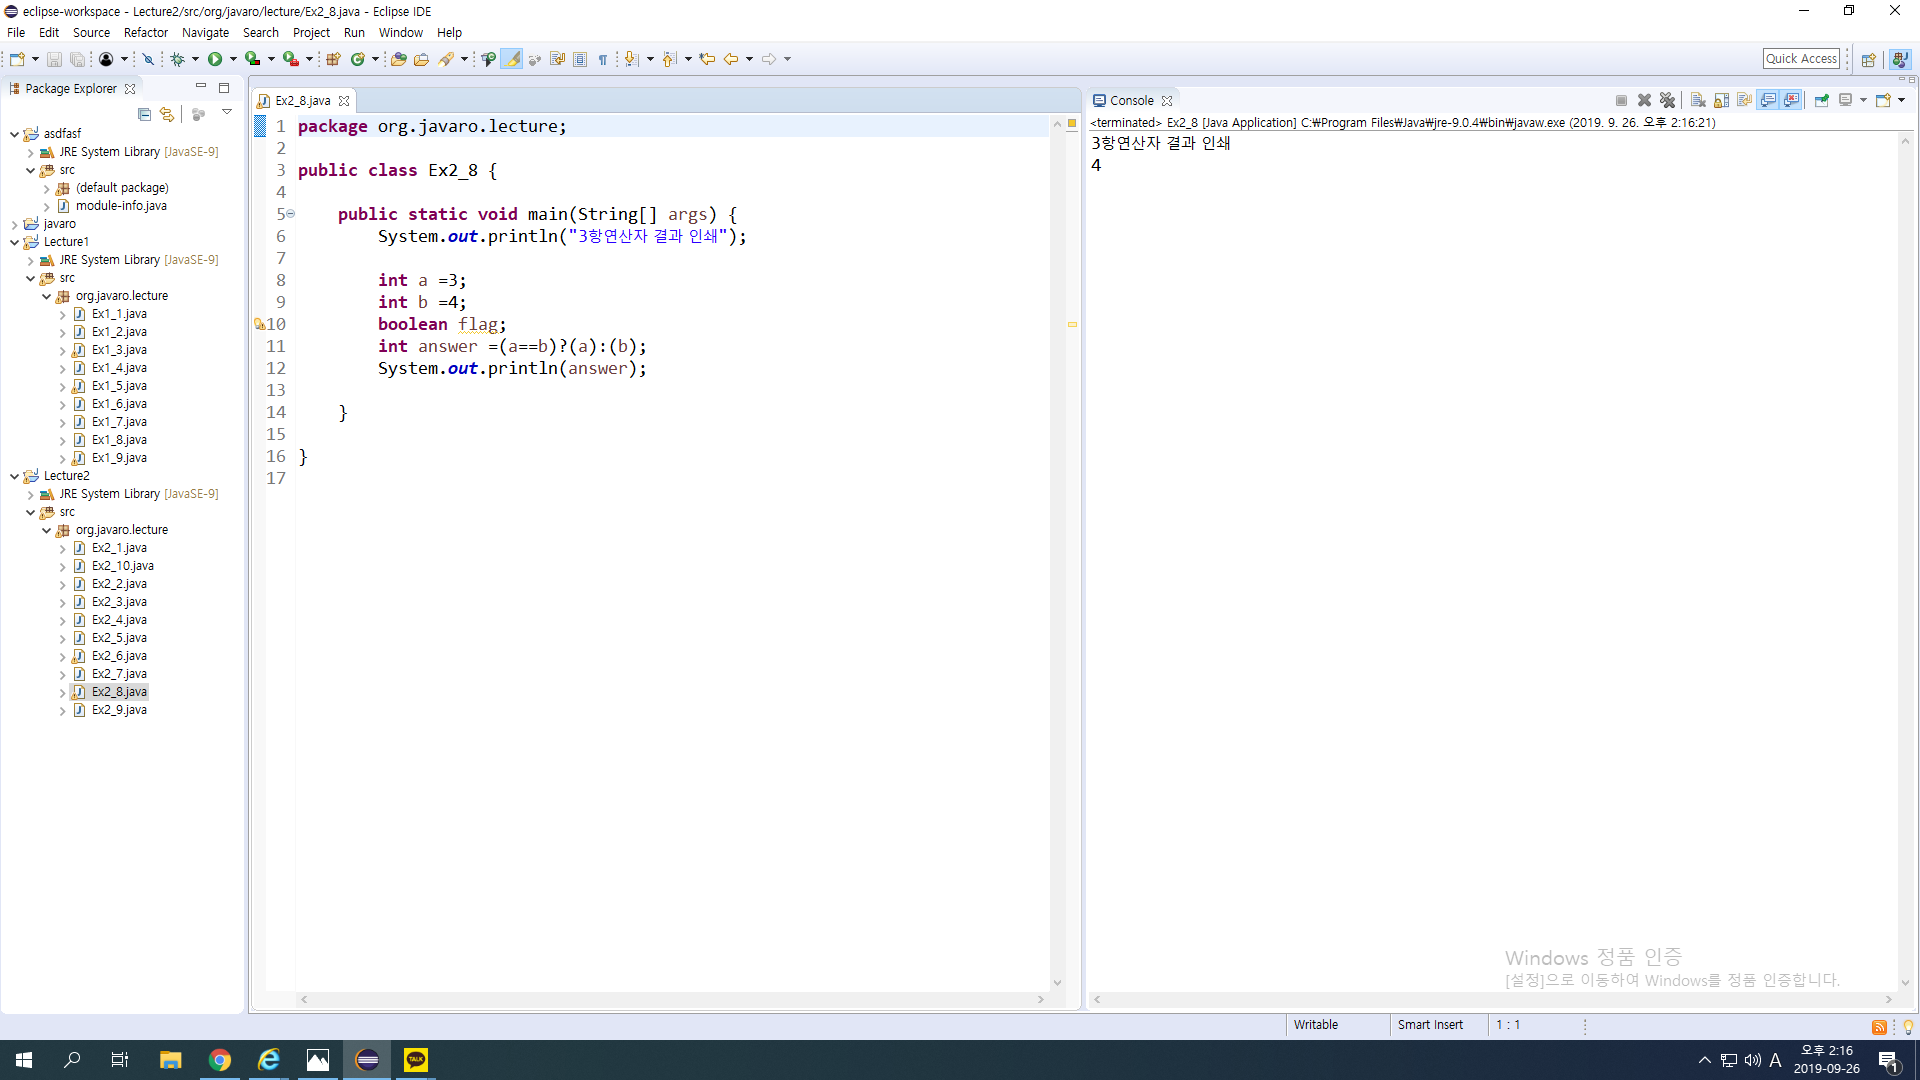 eclipse-workspace - Lecture2/src/org/javaro/lecture/Ex2_8.java - Eclipse IDE
File Edit Source Refactor Navigate Search Project Run Window Help
Quick Access
Package Explorer
asdfasf
JRE System Library [JavaSE-9]
src
(default package)
module-info.java
javaro
Lecture1
JRE System Library [JavaSE-9]
src
org.javaro.lecture
Ex1_1.java
Ex1_2.java
Ex1_3.java
Ex1_4.java
Ex1_5.java
Ex1_6.java
Ex1_7.java
Ex1_8.java
Ex1_9.java
Lecture2
JRE System Library [JavaSE-9]
src
org.javaro.lecture
Ex2_1.java
Ex2_10.java
Ex2_2.java
Ex2_3.java
Ex2_4.java
Ex2_5.java
Ex2_6.java
Ex2_7.java
Ex2_8.java
Ex2_9.java
Ex2_8.java
1 package org.javaro.lecture;
2
3 public class Ex2_8 {
4
5 public static void main(String[] args) {
6 System.out.println("3항연산자 결과 인쇄");
7
8 int a =3;
9 int b =4;
10 boolean flag;
11 int answer =(a==b)?(a):(b);
12 System.out.println(answer);
13
14 }
15
16 }
17
Console
<terminated> Ex2_8 [Java Application] C:₩Program Files₩Java₩jre-9.0.4₩bin₩javaw.exe (2019. 9. 26. 오후 2:16:21)
3항연산자 결과 인쇄
4
Windows 정품 인증
[설정]으로 이동하여 Windows를 정품 인증합니다.
Writable Smart Insert 1 : 1
TALK
A
오후 2:16
2019-09-26
1